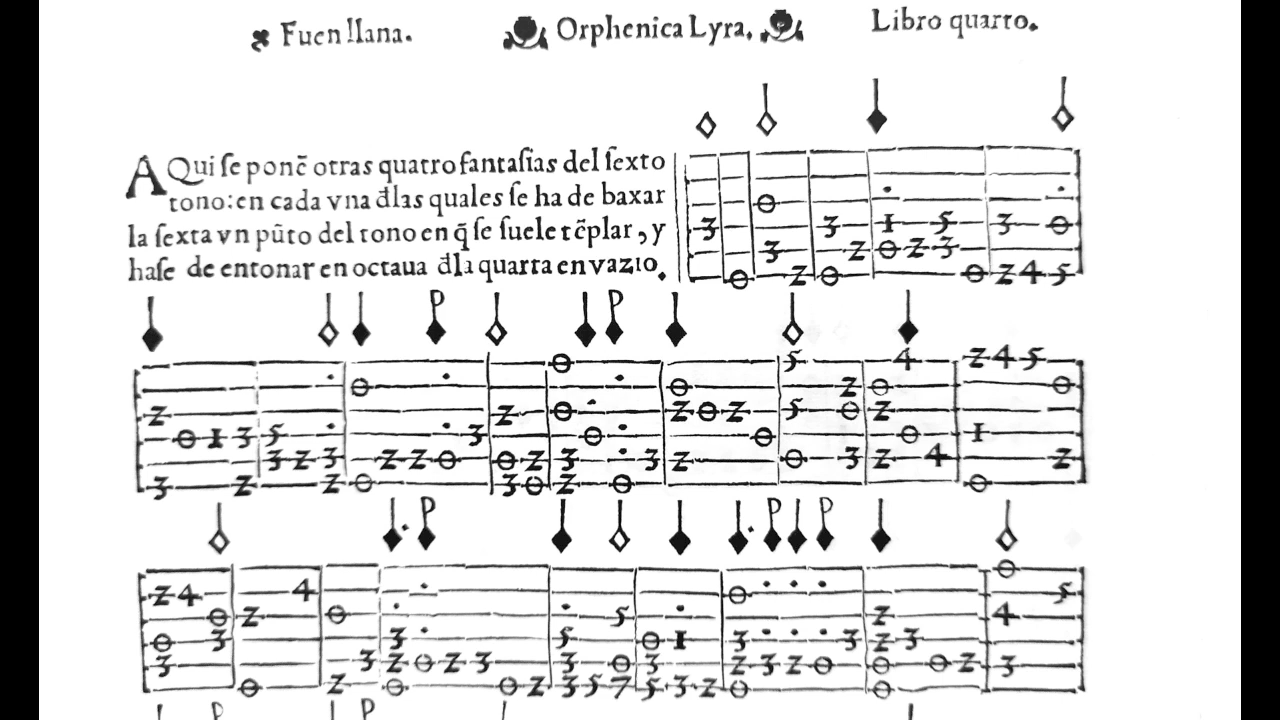 Fuenllana. Orphenica Lyra. Libro quarto.
AQui ſe ponẽ otras quatro fantaſias del ſexto
tono: en cada vna đlas quales ſe ha de baxar
la ſexta vn pũto del tono en q̃ ſe ſuele tẽplar, y
haſe de entonar en octaua đla quarta en vazio.